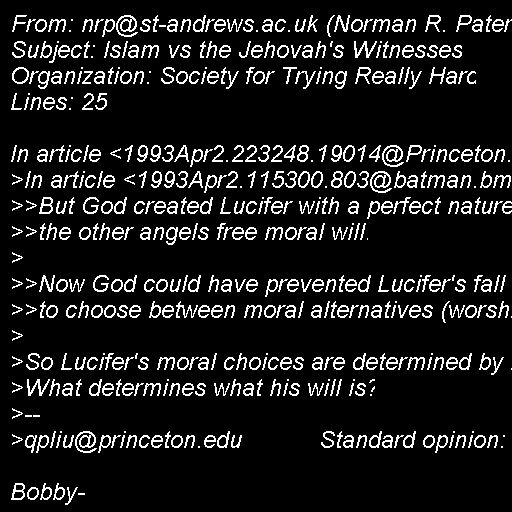 From: nrp@st-andrews.ac.uk (Norman R. Pater
Subject: Islam vs the Jehovah's Witnesses
Organization: Society for Trying Really Hard
Lines: 25

In article <1993Apr2.223248.19014@Princeton.
>In article <1993Apr2.115300.803@batman.bm
>>But God created Lucifer with a perfect nature
>>the other angels free moral will.
>
>>Now God could have prevented Lucifer's fall
>>to choose between moral alternatives (worsh
>
>So Lucifer's moral choices are determined by
>What determines what his will is?
>--
>qpliu@princeton.edu Standard opinion:

Bobby-